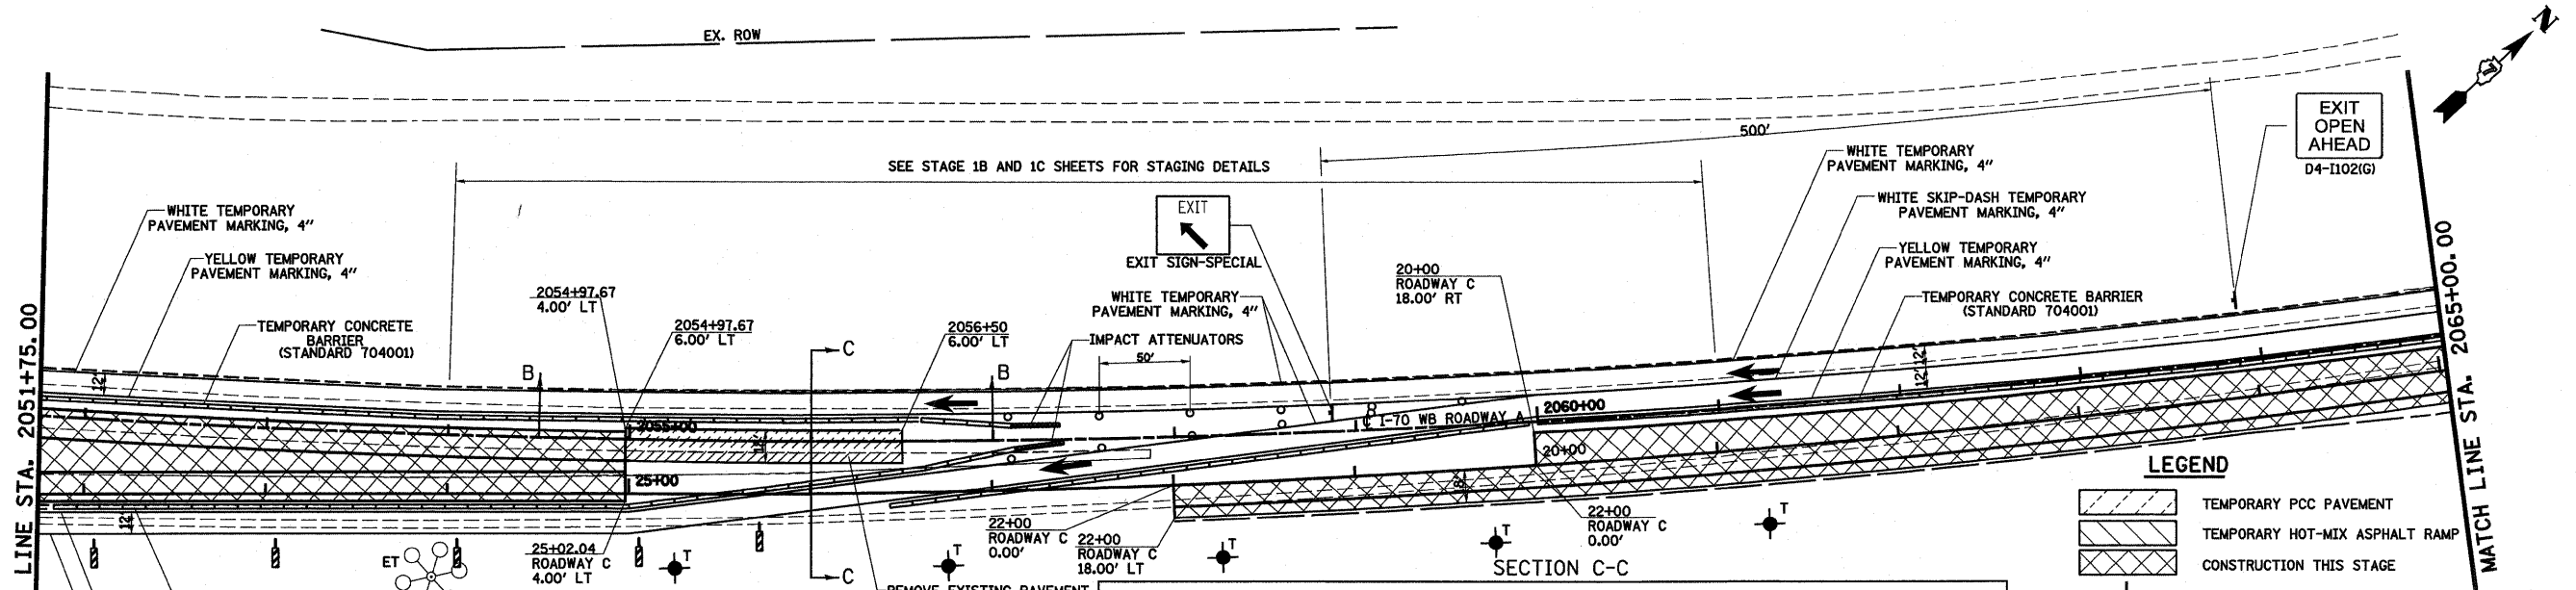 EX. ROW
N
500'
EXIT
OPEN
AHEAD
D4-I102(G)
SEE STAGE 1B AND 1C SHEETS FOR STAGING DETAILS
WHITE TEMPORARY
PAVEMENT MARKING, 4"
WHITE SKIP-DASH TEMPORARY
PAVEMENT MARKING, 4"
YELLOW TEMPORARY
PAVEMENT MARKING, 4"
TEMPORARY CONCRETE BARRIER
(STANDARD 704001)
WHITE TEMPORARY
PAVEMENT MARKING, 4"
YELLOW TEMPORARY
PAVEMENT MARKING, 4"
TEMPORARY CONCRETE
BARRIER
(STANDARD 704001)
EXIT
EXIT SIGN-SPECIAL
WHITE TEMPORARY
PAVEMENT MARKING, 4"
IMPACT ATTENUATORS
50'
2054+97.67
4.00' LT
2054+97.67
6.00' LT
2056+50
6.00' LT
20+00
ROADWAY C
18.00' RT
C
B
B
12'
12'
12'
2055+00
2060+00
I-70 WB ROADWAY A
20+00
25+00
12'
LINE STA. 2051+75.00
MATCH LINE STA. 2065+00.00
22+00
ROADWAY C
0.00'
22+00
ROADWAY C
18.00' LT
22+00
ROADWAY C
0.00'
25+02.04
ROADWAY C
4.00' LT
ET
T
T
T
T
T
C
REMOVE EXISTING PAVEMENT
SECTION C-C
LEGEND
TEMPORARY PCC PAVEMENT
TEMPORARY HOT-MIX ASPHALT RAMP
CONSTRUCTION THIS STAGE